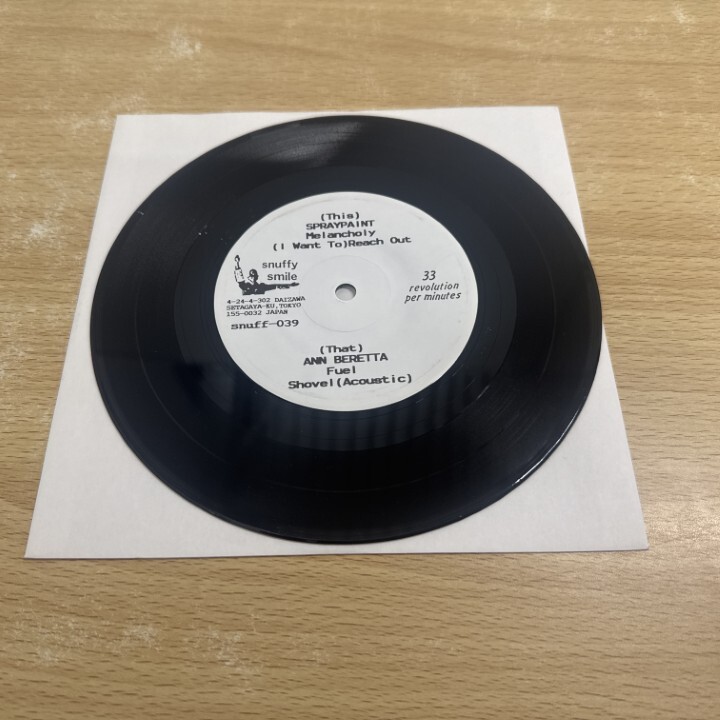 (This)
SPRAYPAINT
Melancholy
(I Want To)Reach Out
snuffy
smile
4-24-4-302 DAIZAWA
SETAGAYA-KU,TOKYO
155-0032 JAPAN
snuff-039
33
revolution
per minutes
(That)
ANN BERETTA
Fuel
Shovel(Acoustic)